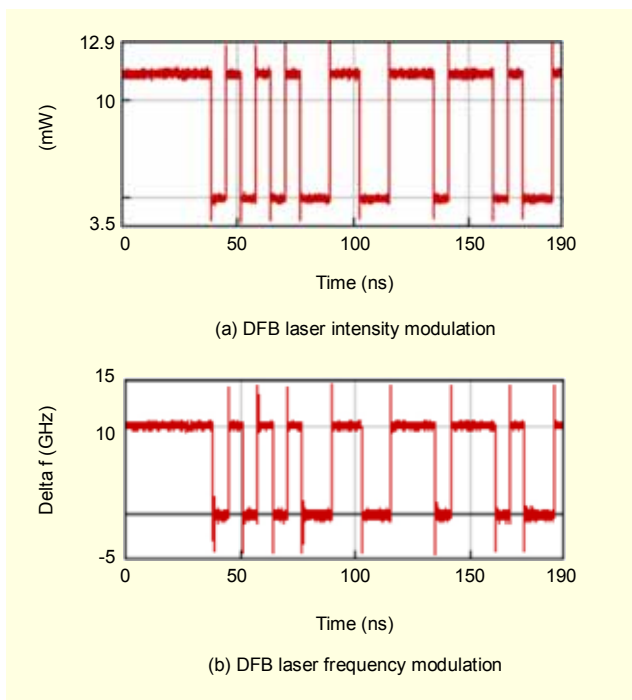 12.9
10
3.5
(mW)
0 50 100 150 190
Time (ns)
(a) DFB laser intensity modulation
15
10
-5
Delta f (GHz)
0 50 100 150 190
Time (ns)
(b) DFB laser frequency modulation